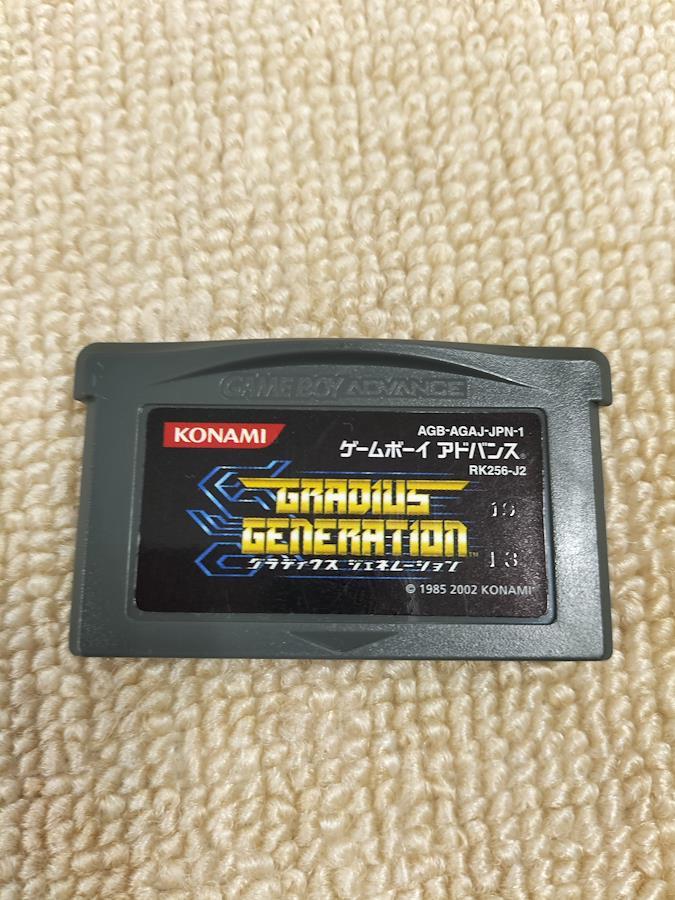 GAME BOY ADVANCE
KONAMI
AGB-AGAJ-JPN-1
ゲームボーイ アドバンス
RK256-J2
GRADIUS
GENERATION™
グラディウス ジェネレーション
© 1985 2002 KONAMI
13